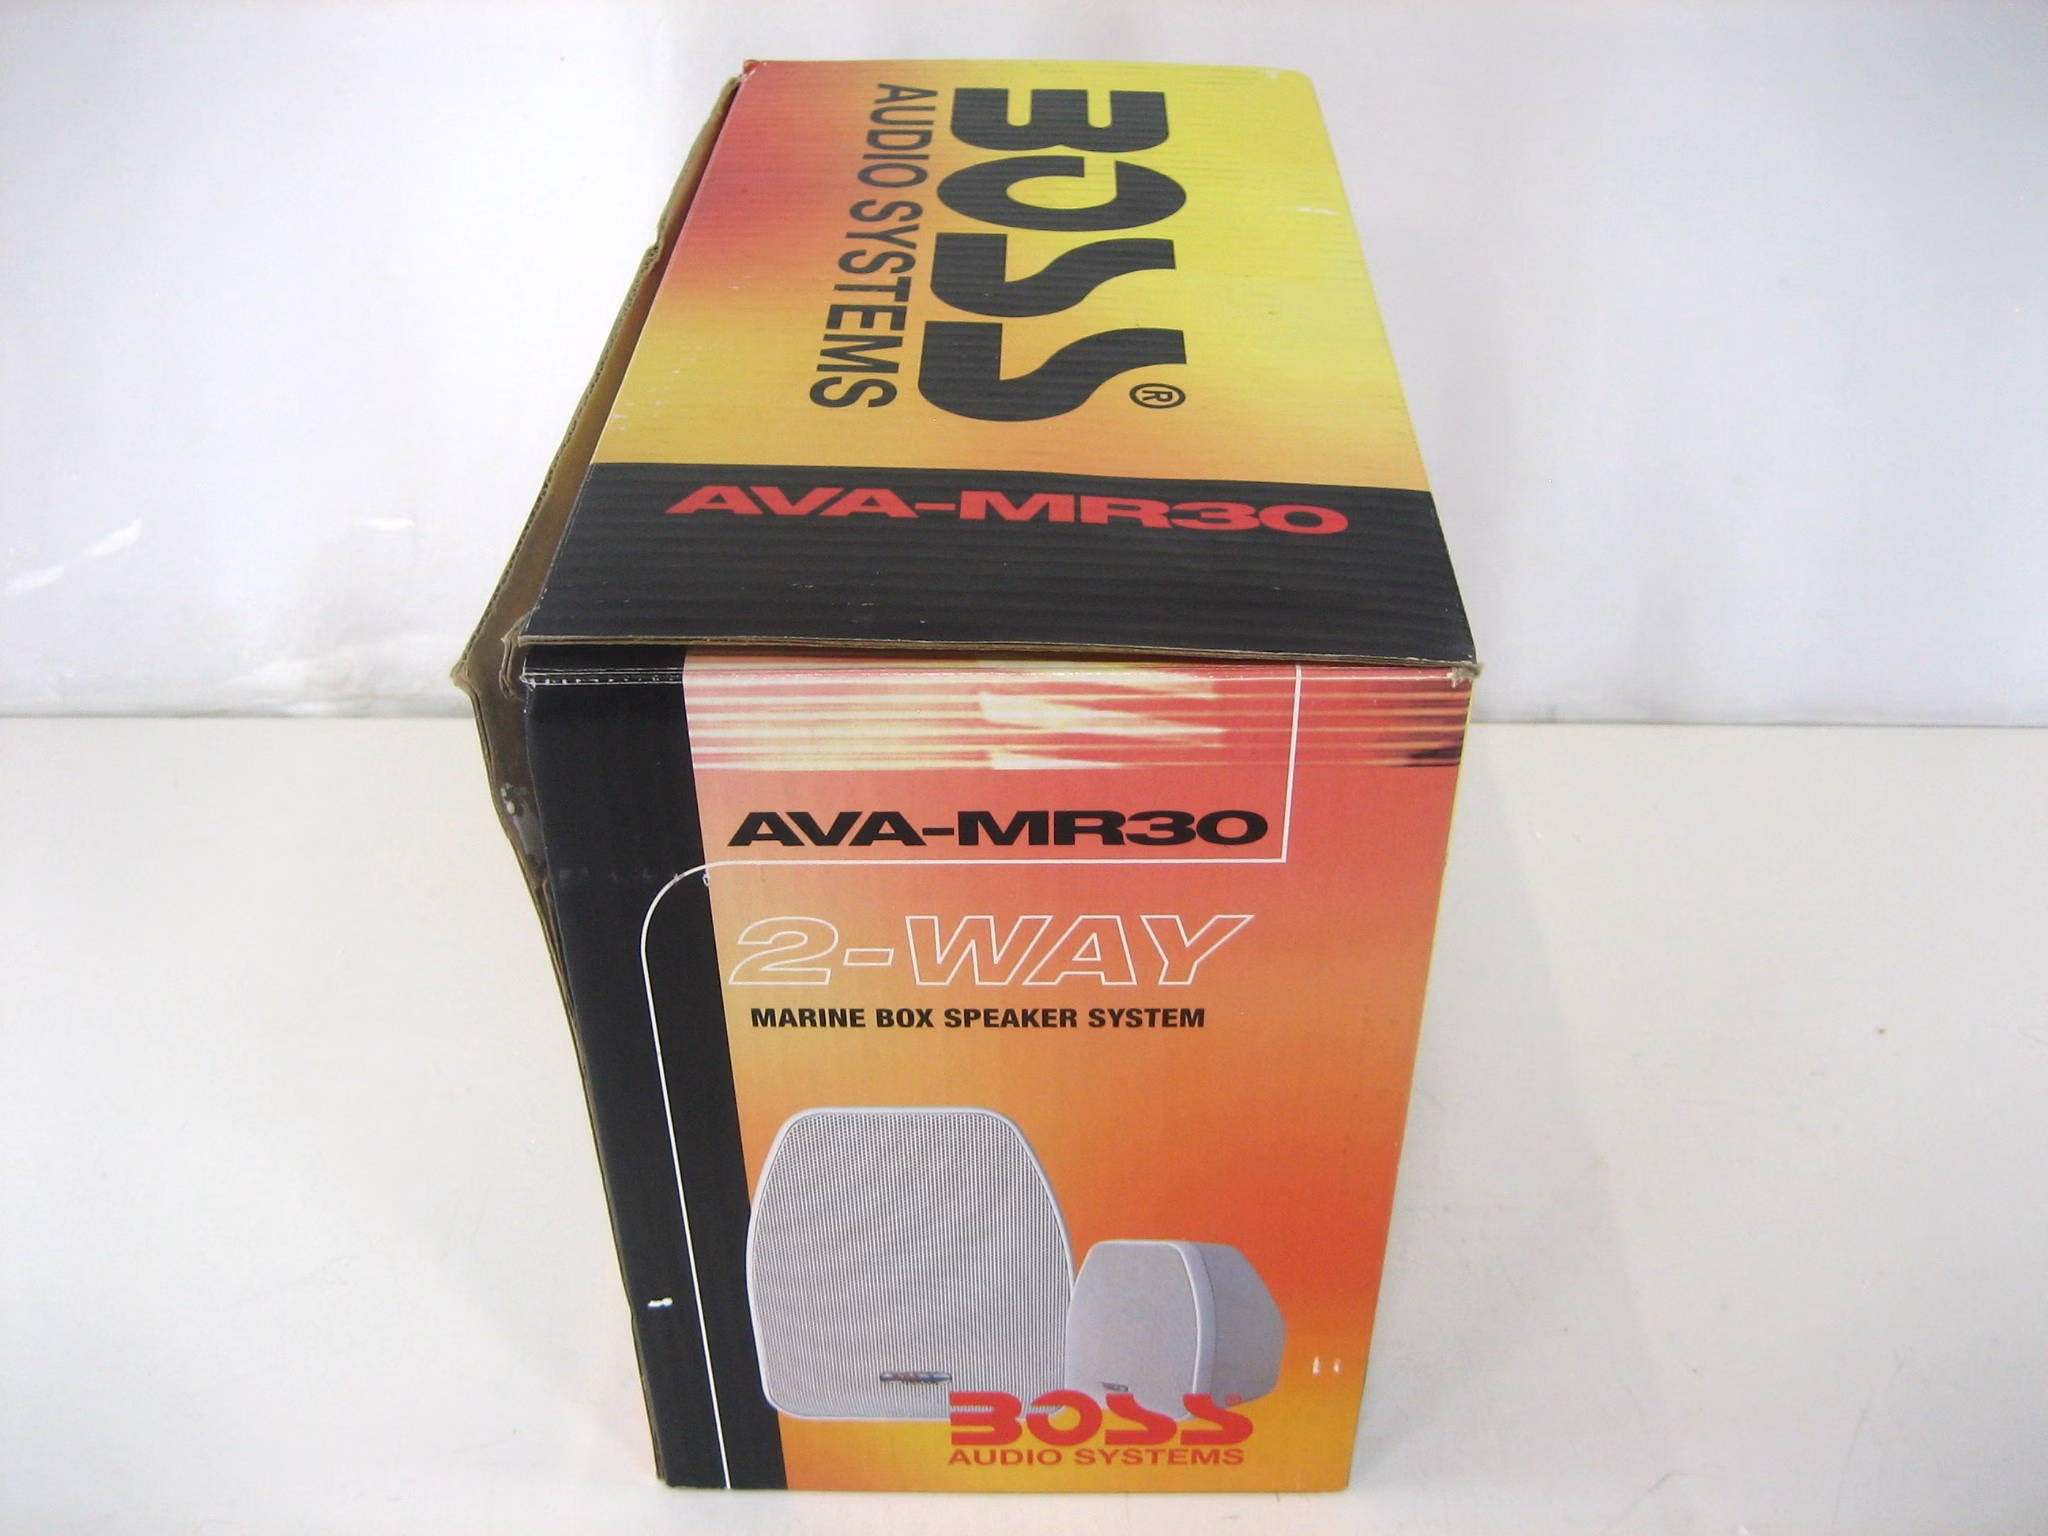 BOSS®
AUDIO SYSTEMS
AVA-MR30
AVA-MR30
2-WAY
MARINE BOX SPEAKER SYSTEM
BOSS®
AUDIO SYSTEMS